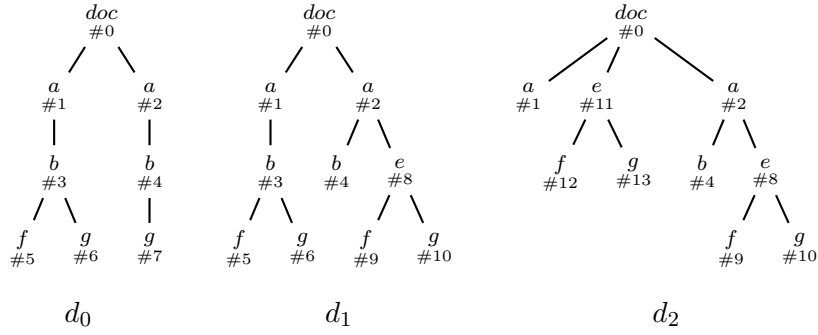 doc doc doc
#0 #0 #0
a a a a a e a
#1 #2 #1 #2 #1 #11 #2
b b b b e f g b e
#3 #4 #3 #4 #8 #12 #13 #4 #8
f g g f g f g f g
#5 #6 #7 #5 #6 #9 #10 #9 #10
d0 d1 d2